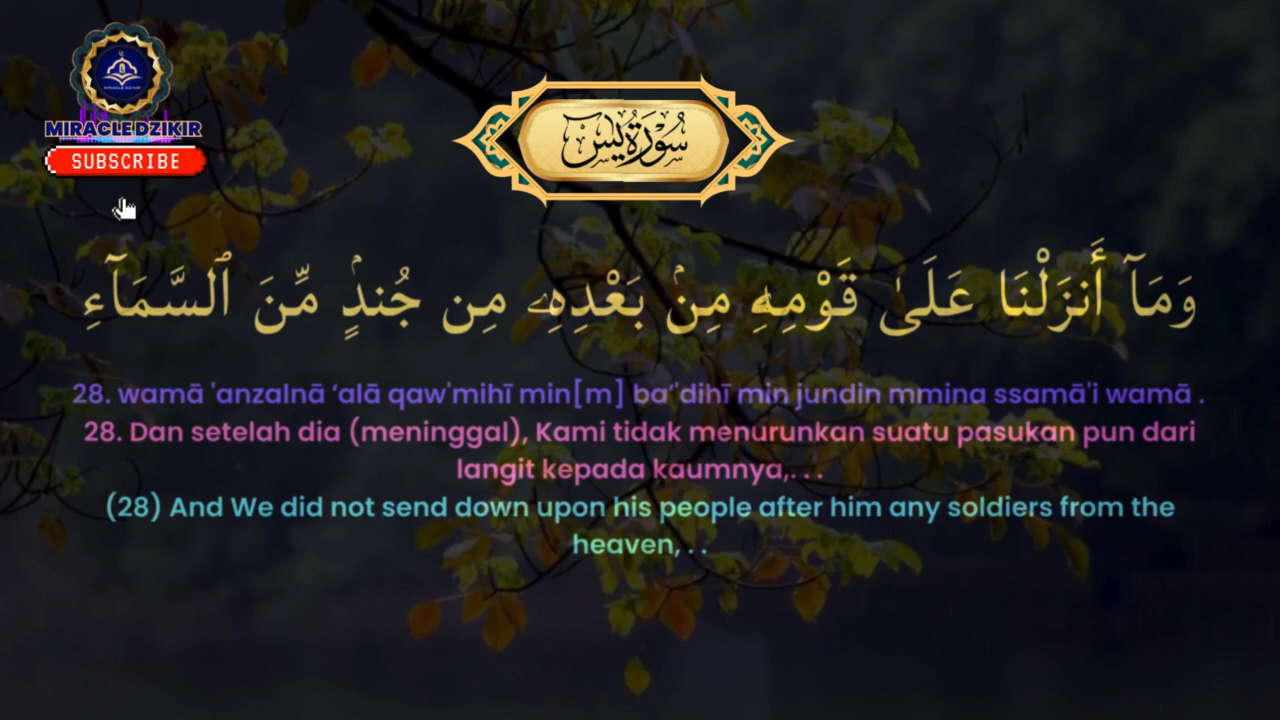 MIRACLEDZIKIR
SUBSCRIBE
سُوْرَةُ يٰسٓ
وَمَآ أَنزَلْنَا عَلَىٰ قَوْمِهِۦ مِنۢ بَعْدِهِۦ مِن جُندٍۢ مِّنَ ٱلسَّمَآءِ
28. wamā 'anzalnā ‘alā qaw'mihī min[m] ba‘'dihī min jundin mmina ssamā'i wamā .
28. Dan setelah dia (meninggal), Kami tidak menurunkan suatu pasukan pun dari
langit kepada kaumnya,. . .
(28) And We did not send down upon his people after him any soldiers from the
heaven, . .